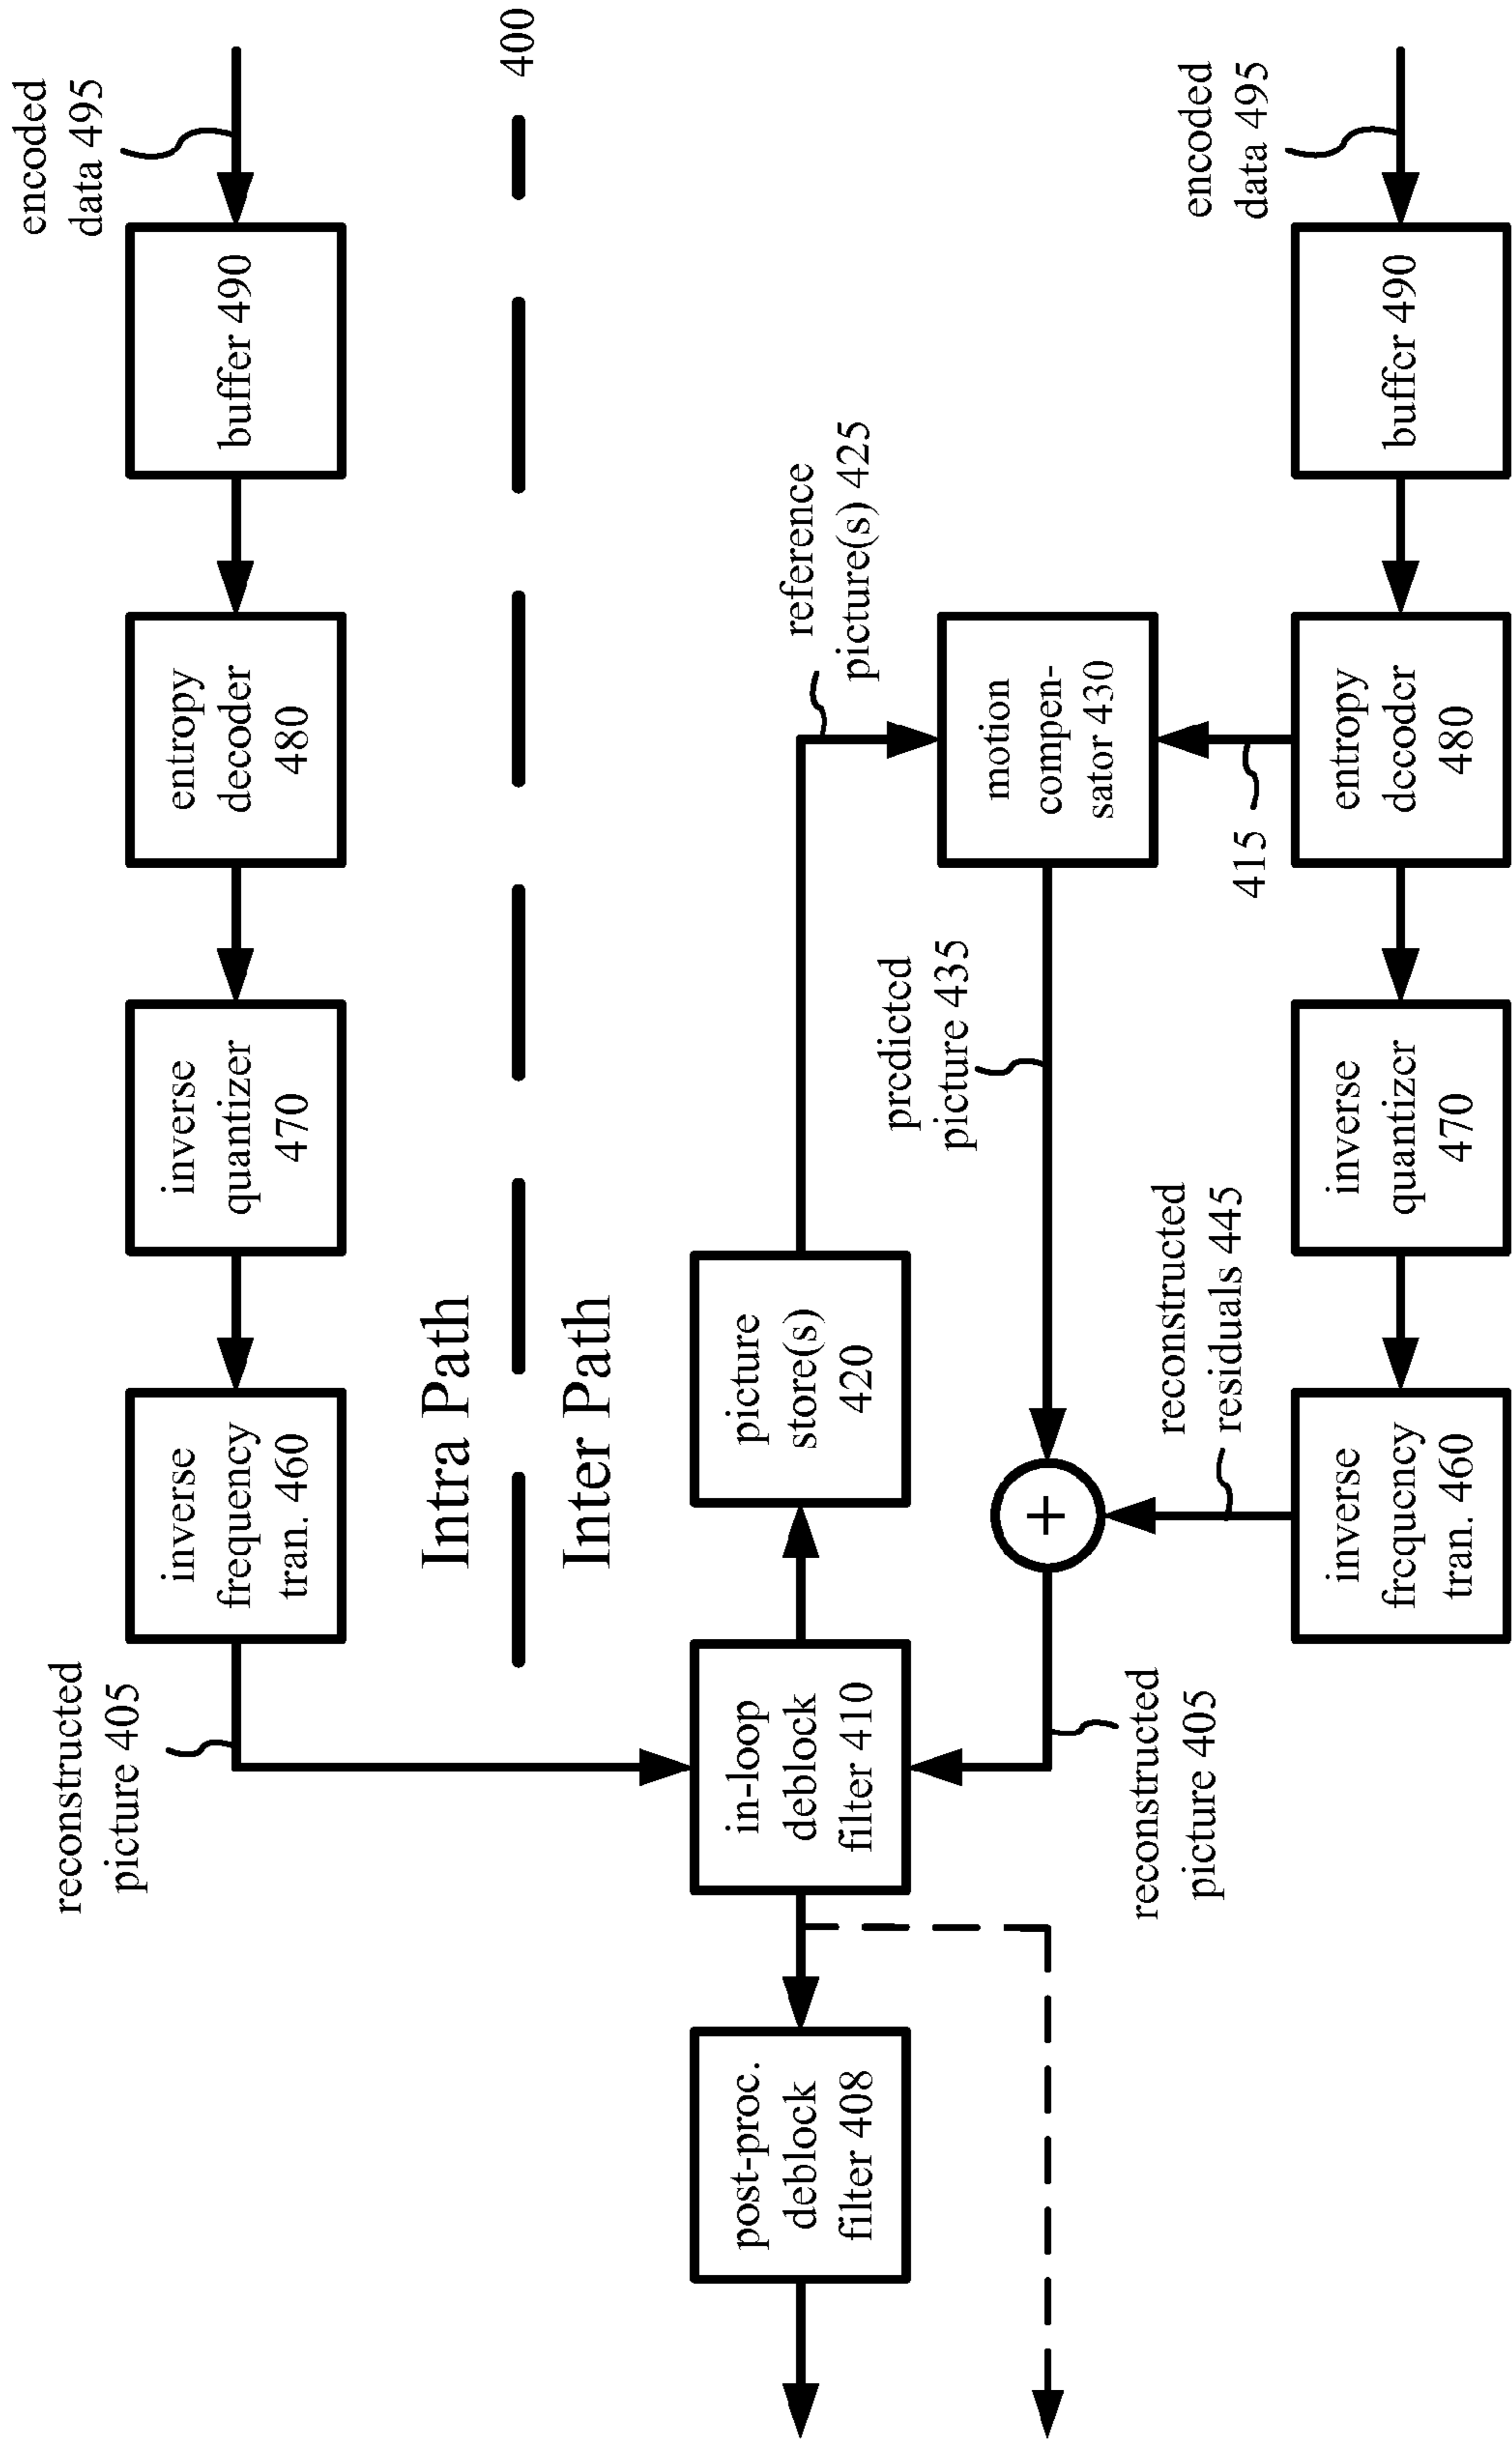 encoded
data 495
buffer 490
entropy
decoder
480
inverse
quantizer
470
inverse
frequency
tran. 460
reconstructed
picture 405
Intra Path
400
Inter Path
post-proc.
deblock
filter 408
in-loop
deblock
filter 410
picture
store(s)
420
reference
picture(s) 425
predicted
picture 435
motion
compen-
sator 430
+
reconstructed
picture 405
reconstructed
residuals 445
415
encoded
data 495
buffer 490
entropy
decoder
480
inverse
quantizer
470
inverse
frequency
tran. 460